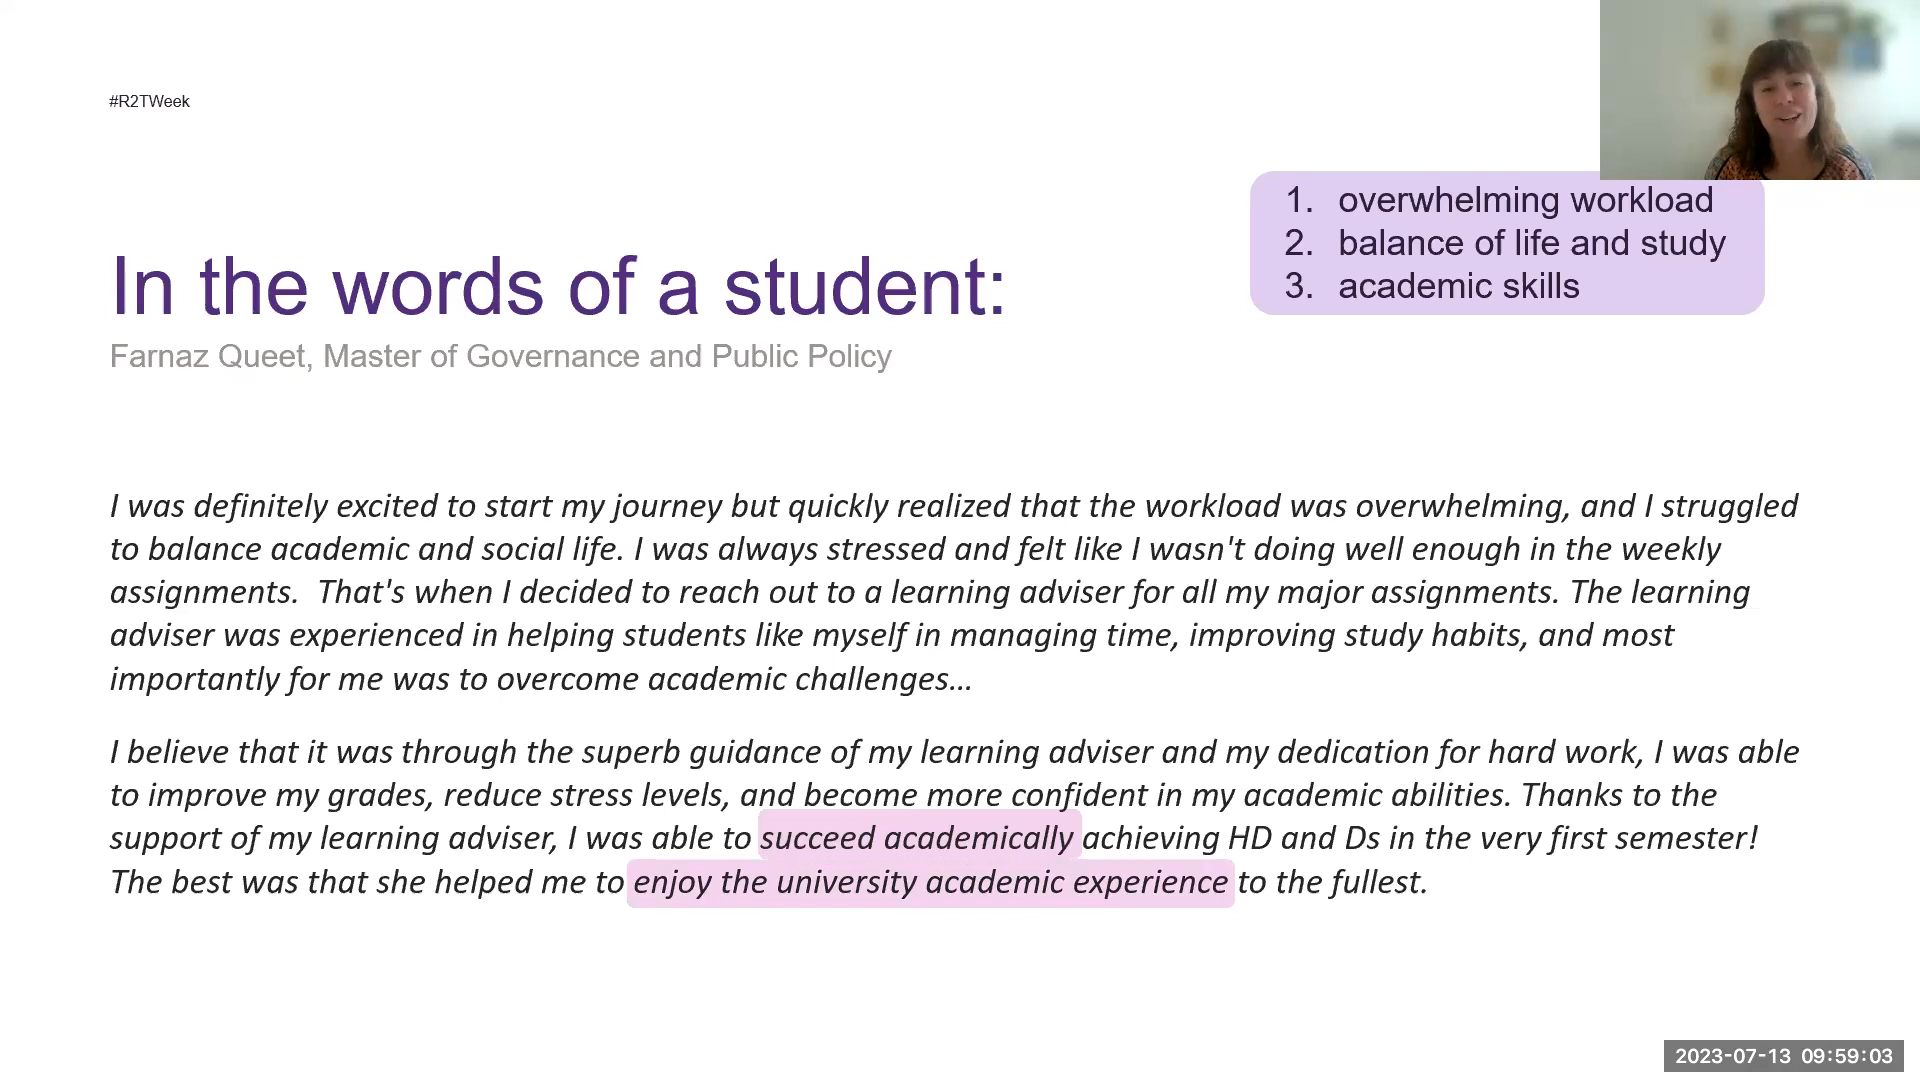 #R2TWeek
1. overwhelming workload
2. balance of life and study
3. academic skills
In the words of a student:
Farnaz Queet, Master of Governance and Public Policy
I was definitely excited to start my journey but quickly realized that the workload was overwhelming, and I struggled
to balance academic and social life. I was always stressed and felt like I wasn't doing well enough in the weekly
assignments.  That's when I decided to reach out to a learning adviser for all my major assignments. The learning
adviser was experienced in helping students like myself in managing time, improving study habits, and most
importantly for me was to overcome academic challenges…
I believe that it was through the superb guidance of my learning adviser and my dedication for hard work, I was able
to improve my grades, reduce stress levels, and become more confident in my academic abilities. Thanks to the
support of my learning adviser, I was able to succeed academically achieving HD and Ds in the very first semester!
The best was that she helped me to enjoy the university academic experience to the fullest.
2023-07-13 09:59:03